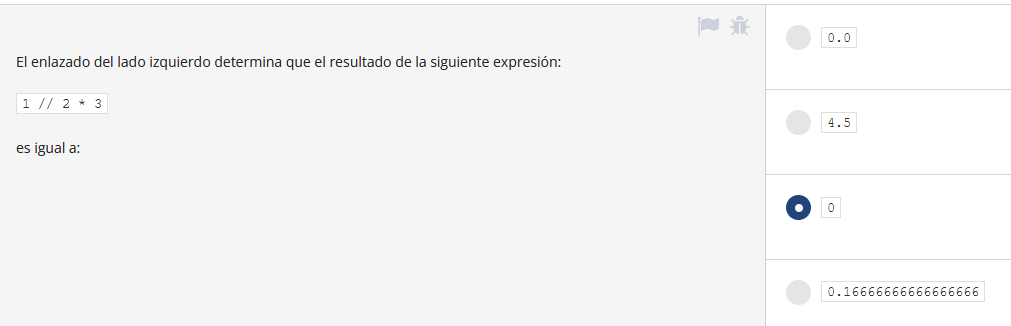 El enlazado del lado izquierdo determina que el resultado de la siguiente expresión:
1 // 2 * 3
es igual a:
0.0
4.5
0
0.16666666666666666